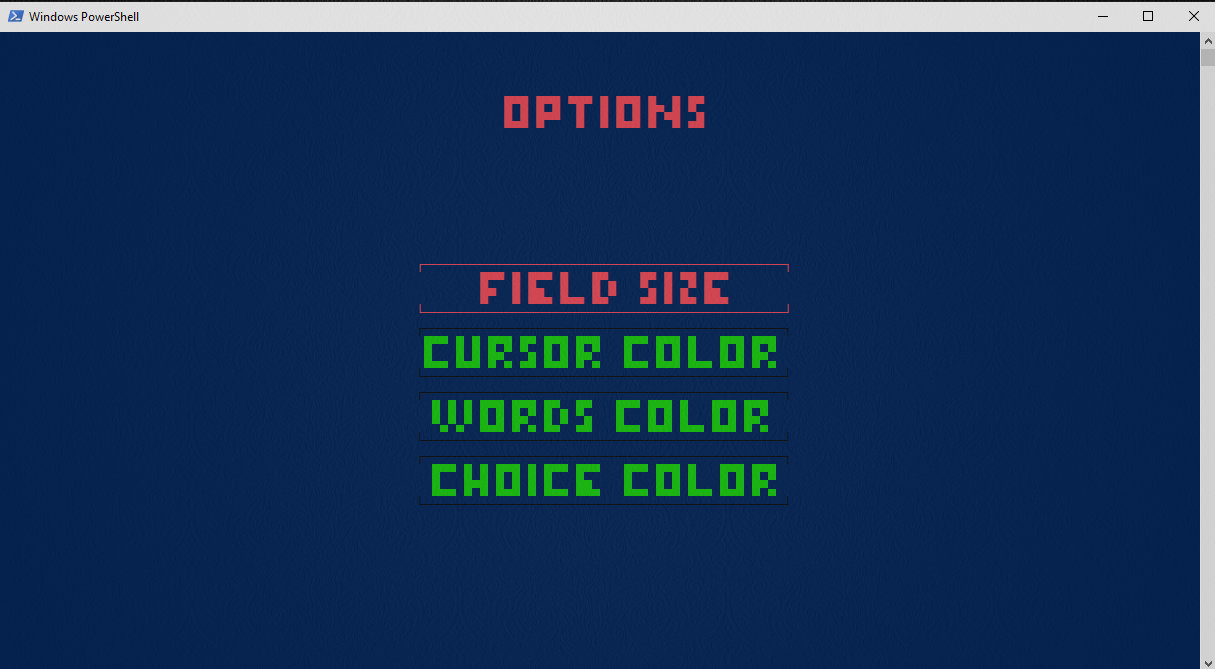 Windows PowerShell
OPTIONS
FIELD SIZE
CURSOR COLOR
WORDS COLOR
CHOICE COLOR